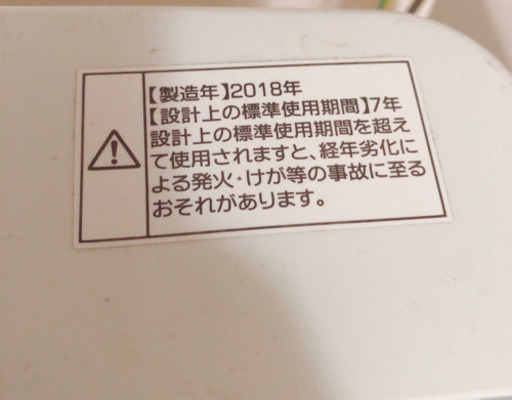 【製造年】2018年
【設計上の標準使用期間】7年
設計上の標準使用期間を超え
て使用されますと、経年劣化に
よる発火・けが等の事故に至る
おそれがあります。